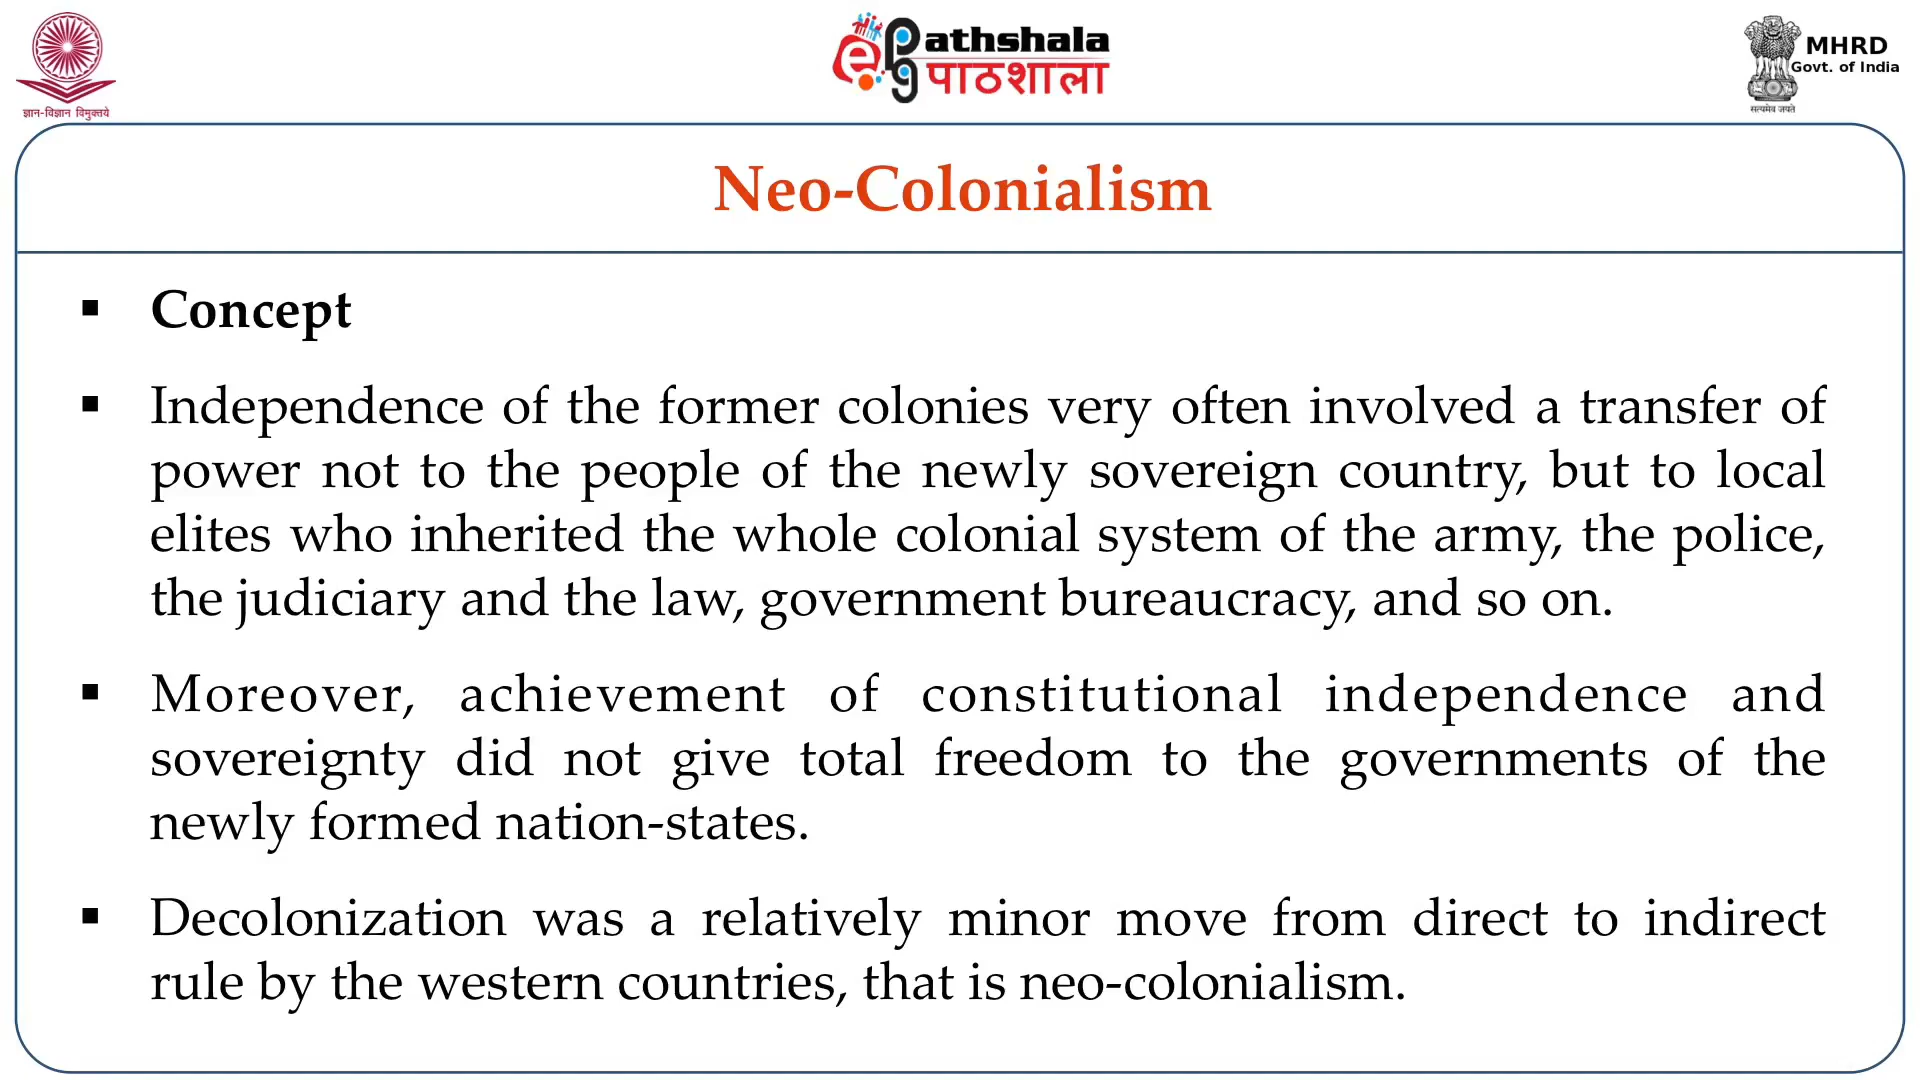 ज्ञान-विज्ञान विमुक्तये
ePG Pathshala
पाठशाला
MHRD
Govt. of India
सत्यमेव जयते
Neo-Colonialism
▪ Concept
▪ Independence of the former colonies very often involved a transfer of
power not to the people of the newly sovereign country, but to local
elites who inherited the whole colonial system of the army, the police,
the judiciary and the law, government bureaucracy, and so on.
▪ Moreover, achievement of constitutional independence and
sovereignty did not give total freedom to the governments of the
newly formed nation-states.
▪ Decolonization was a relatively minor move from direct to indirect
rule by the western countries, that is neo-colonialism.